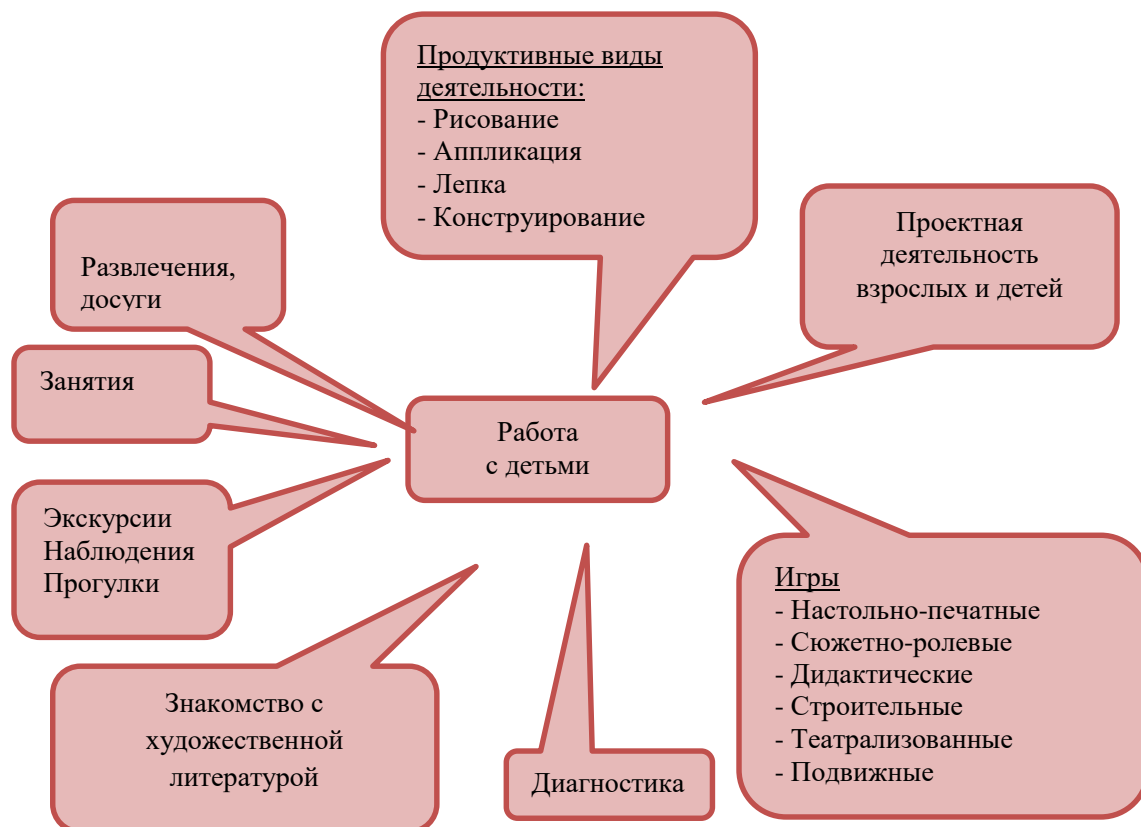 Продуктивные виды
деятельности:
- Рисование
- Аппликация
- Лепка
- Конструирование
Проектная
деятельность
взрослых и детей
Развлечения,
досуги
Занятия
Работа
с детьми
Экскурсии
Наблюдения
Прогулки
Игры
- Настольно-печатные
- Сюжетно-ролевые
- Дидактические
- Строительные
- Театрализованные
- Подвижные
Знакомство с
художественной
литературой
Диагностика